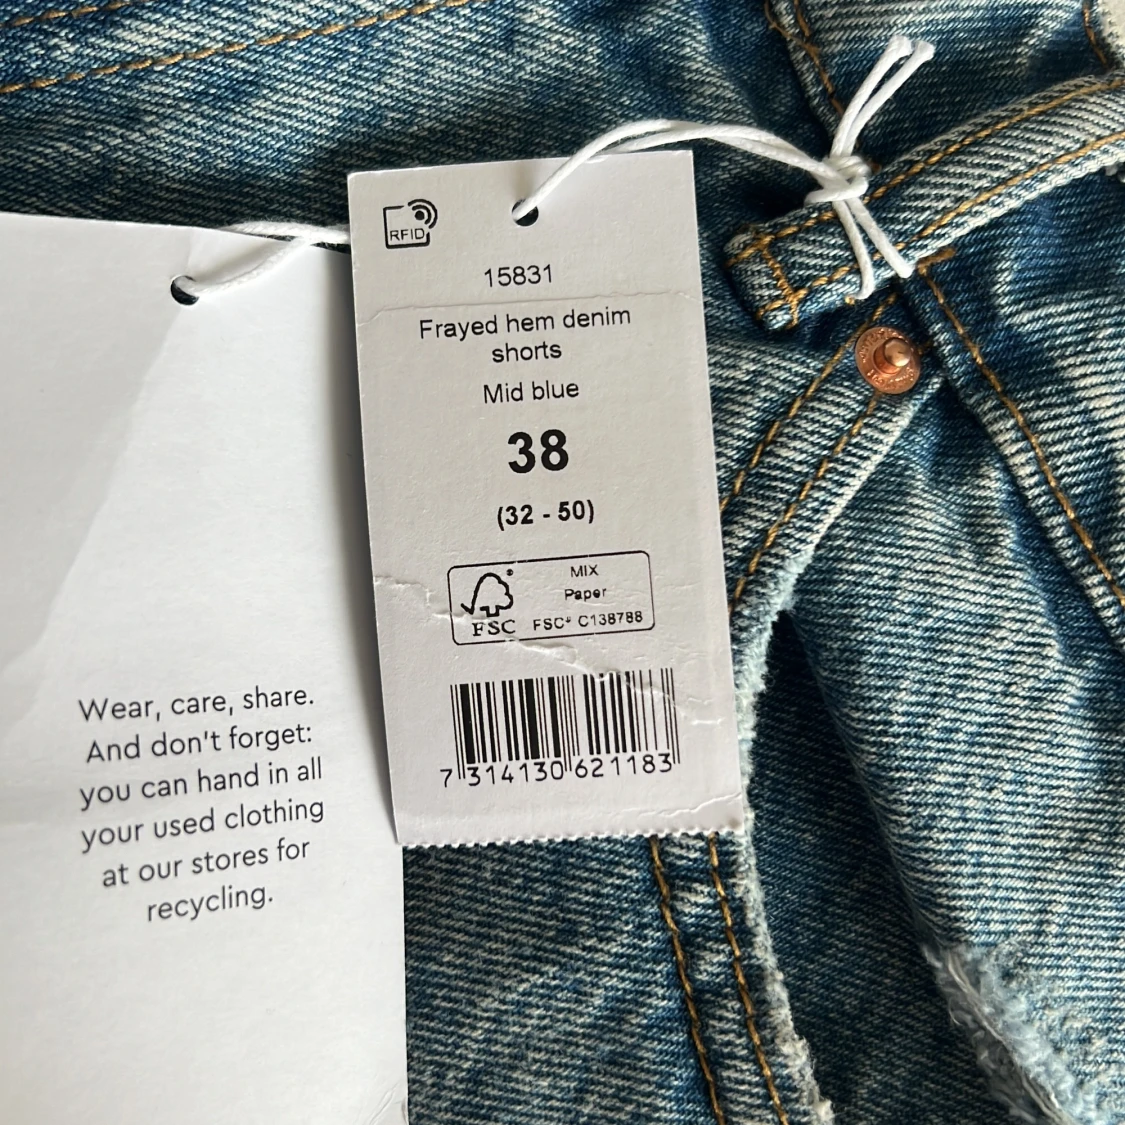 RFID
15831
Frayed hem denim
shorts
Mid blue
38
(32 - 50)
MIX
Paper
FSC® C138788
FSC
7 314130 621183
Wear, care, share.
And don't forget:
you can hand in all
your used clothing
at our stores for
recycling.